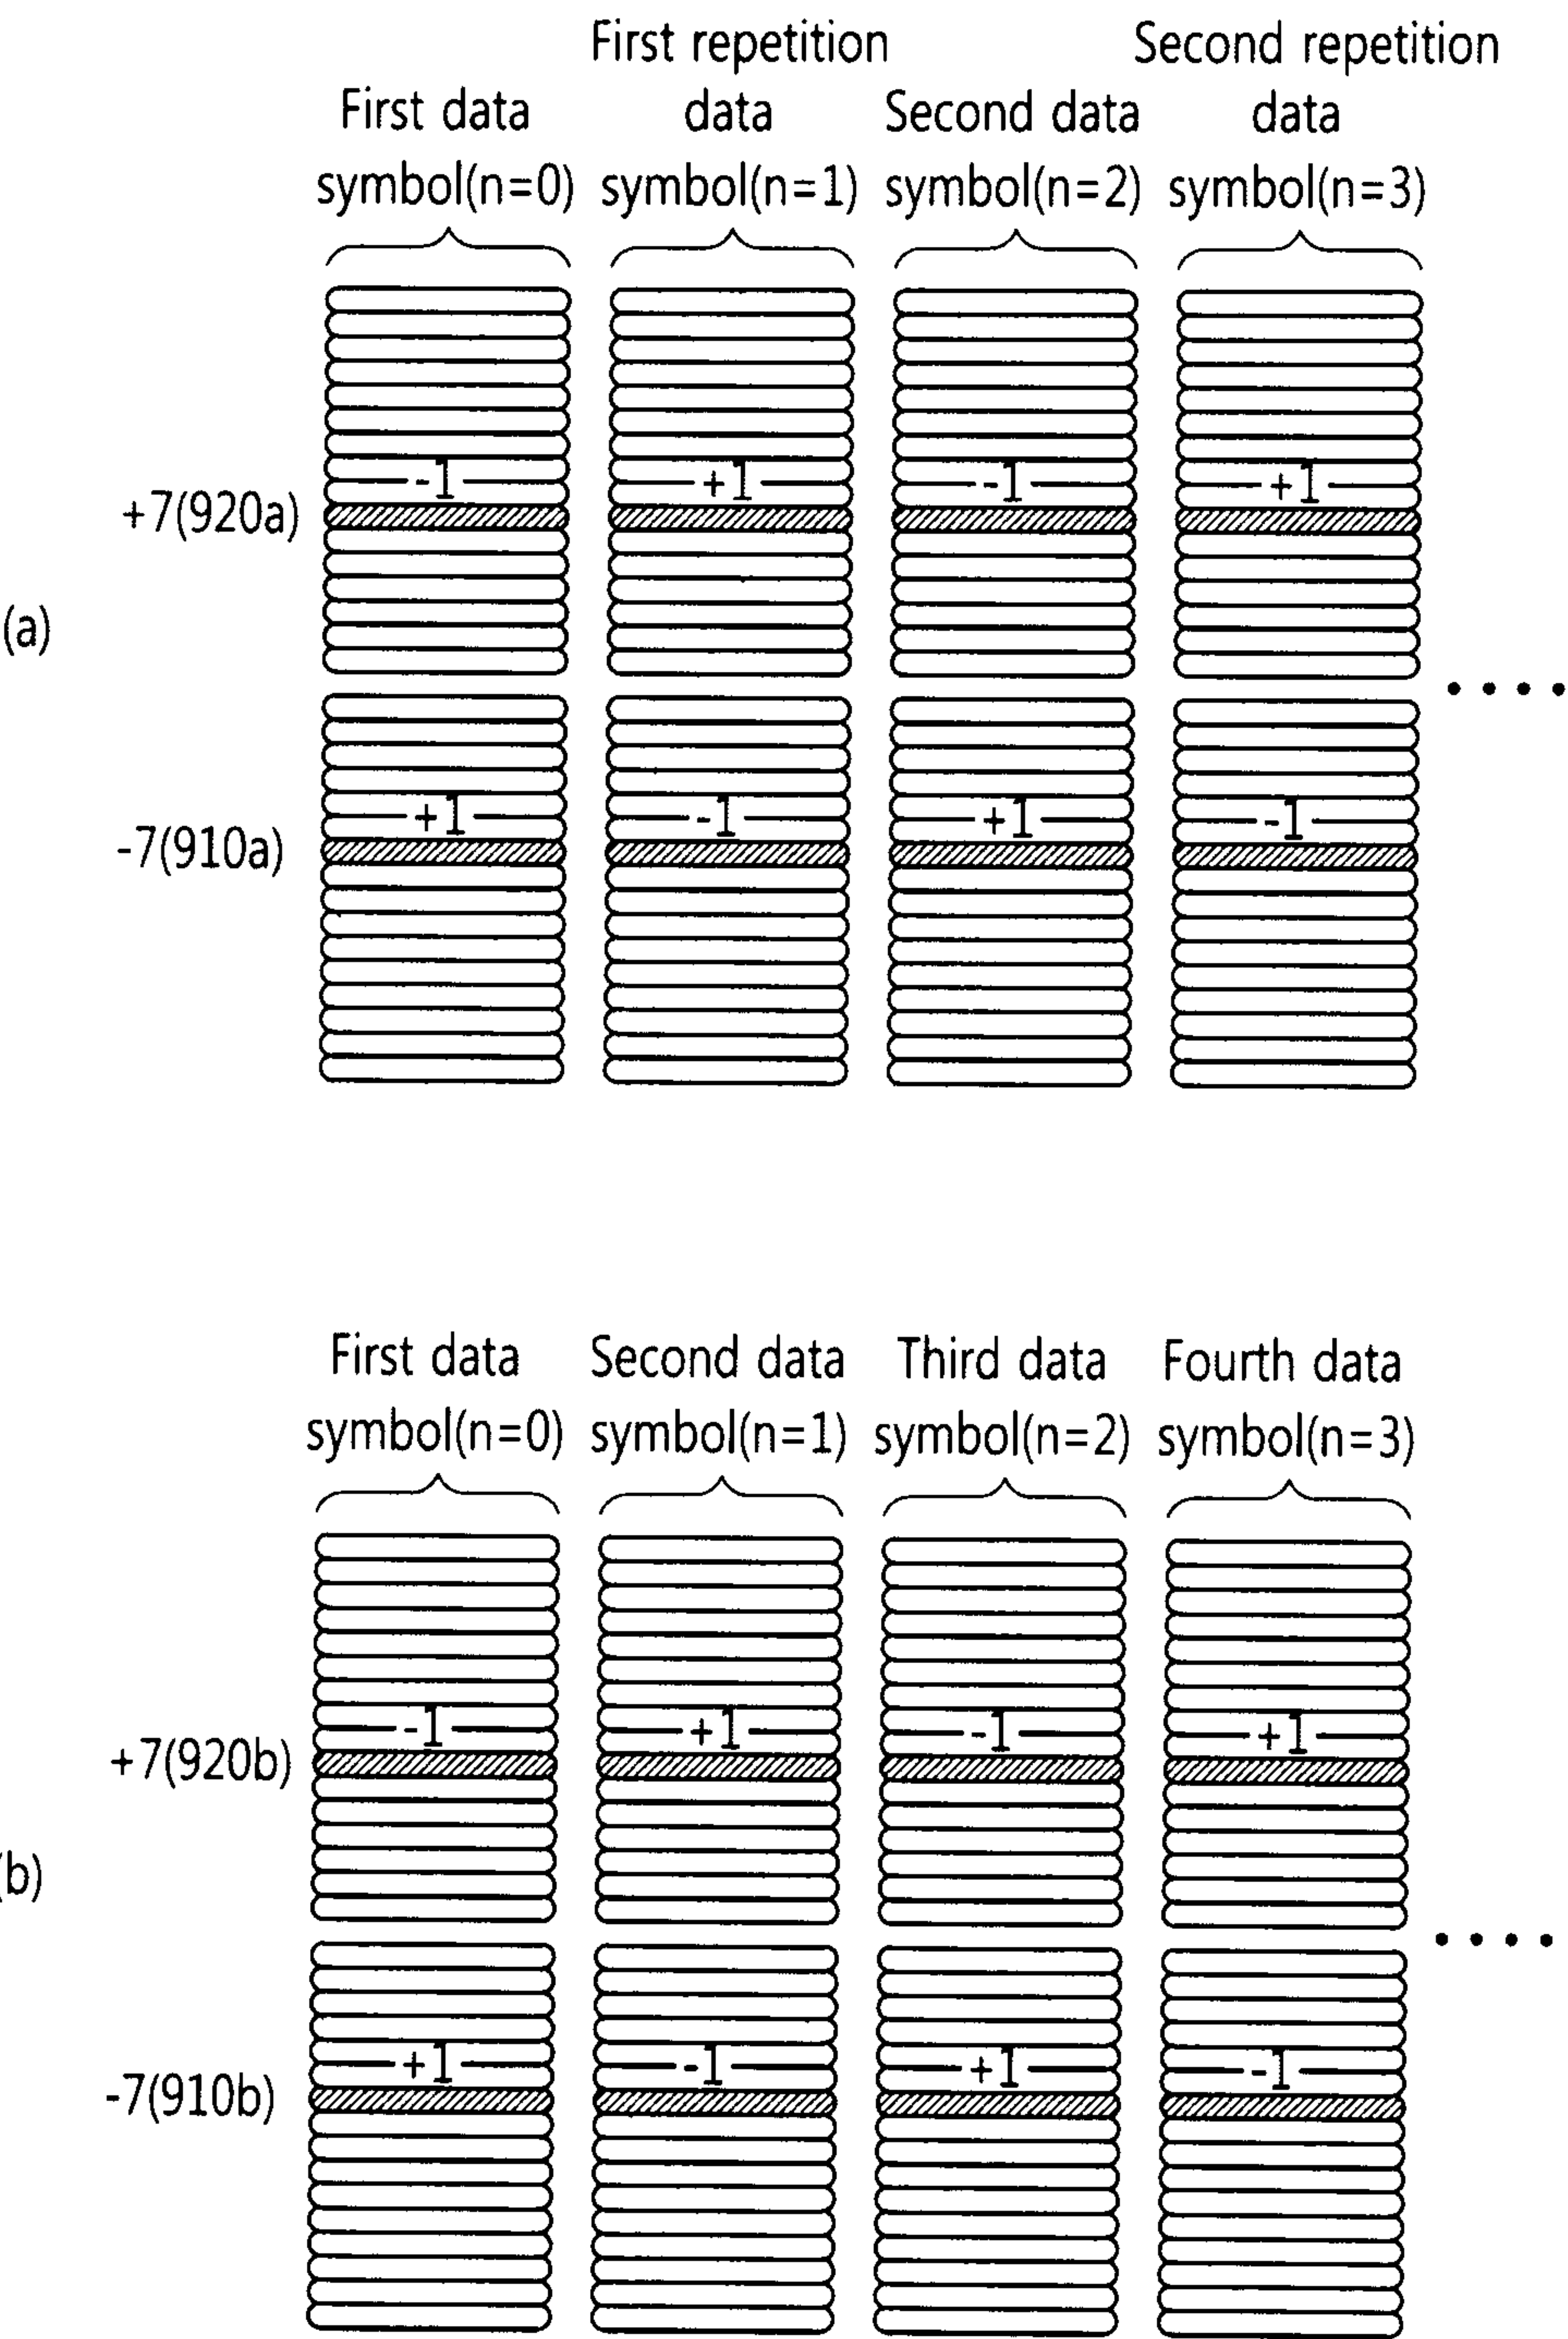 First repetition Second repetition
First data data Second data data
symbol(n=0) symbol(n=1) symbol(n=2) symbol(n=3)
-1 +1 -1 +1
+7(920a)
(a)
+1 -1 +1 -1
-7(910a)
First data Second data Third data Fourth data
symbol(n=0) symbol(n=1) symbol(n=2) symbol(n=3)
-1 +1 -1 +1
+7(920b)
(b)
+1 -1 +1 -1
-7(910b)